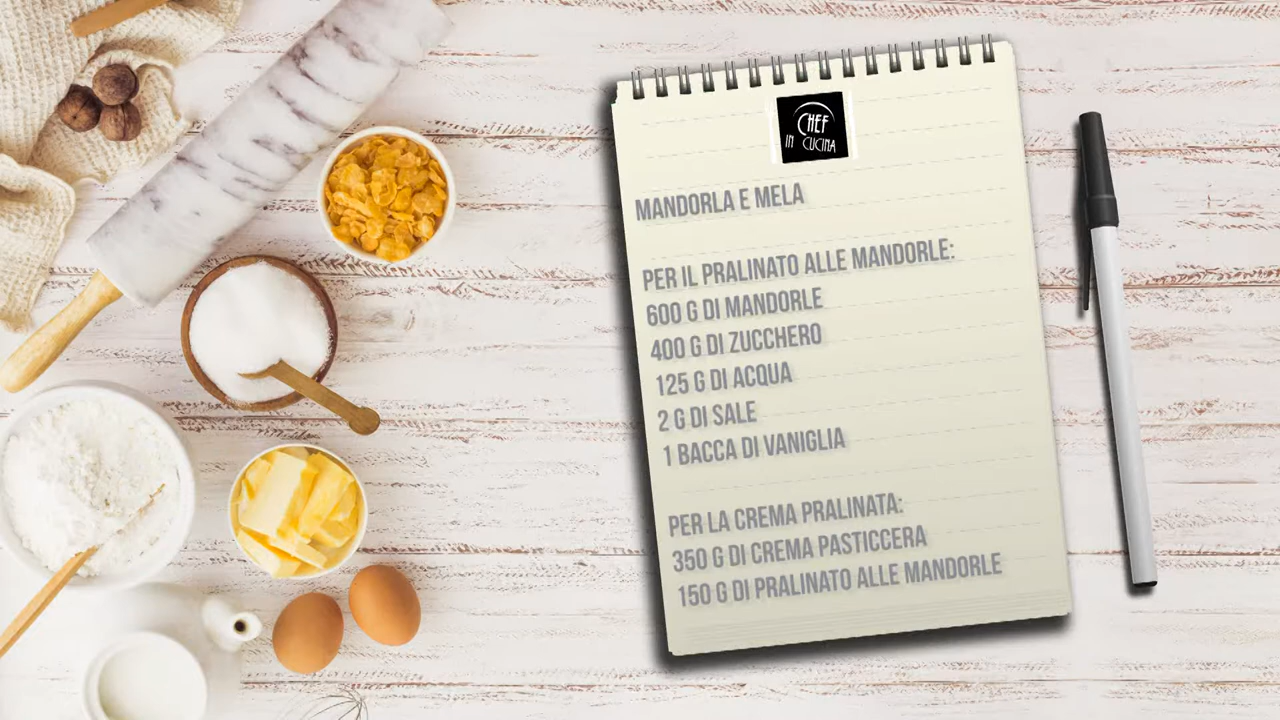 CHEF
IN CUCINA
MANDORLA E MELA
PER IL PRALINATO ALLE MANDORLE:
600 G DI MANDORLE
400 G DI ZUCCHERO
125 G DI ACQUA
2 G DI SALE
1 BACCA DI VANIGLIA
PER LA CREMA PRALINATA:
350 G DI CREMA PASTICCERA
150 G DI PRALINATO ALLE MANDORLE